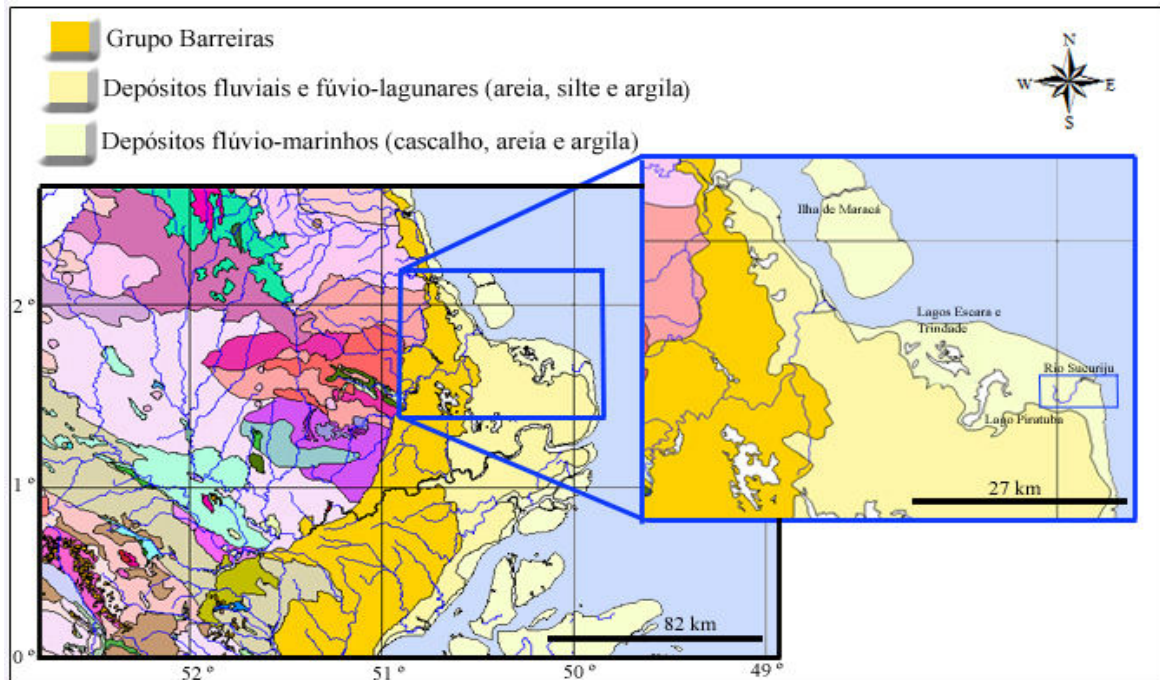 Grupo Barreiras
Depósitos fluviais e fúvio-lagunares (areia, silte e argila)
Depósitos flúvio-marinhos (cascalho, areia e argila)
N
W E
S
Ilha de Maracá
Lagos Escara e
Trindade
Rio Sucuriju
Lago Piratuba
27 km
2 º
1 º
0 º
82 km
52 º
51 º
50 º
49 º